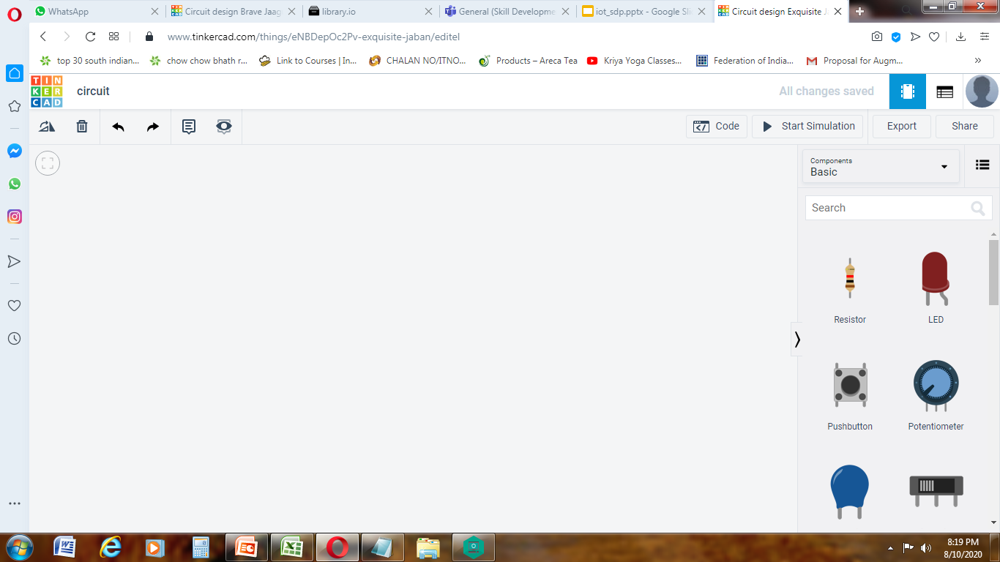 WhatsApp
Circuit design Brave Jaag
library.io
General (Skill Developme
iot_sdp.pptx - Google Sli
Circuit design Exquisite J
www.tinkercad.com/things/eNBDepOc2Pv-exquisite-jaban/editel
top 30 south indian...
chow chow bhath r...
Link to Courses | In...
CHALAN NO/ITNO...
Products – Areca Tea
Kriya Yoga Classes...
Federation of India...
Proposal for Augm...
»
TIN
KER
CAD
circuit
All changes saved
Code
Start Simulation
Export
Share
Components
Basic
Search
Resistor
LED
Pushbutton
Potentiometer
8:19 PM
8/10/2020